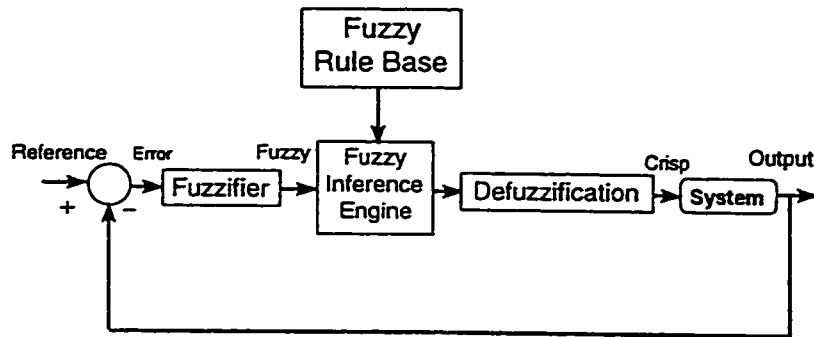 Fuzzy
Rule Base
Reference
Error
Fuzzifier
Fuzzy
Fuzzy
Inference
Engine
Defuzzification
Crisp
System
Output
+
−